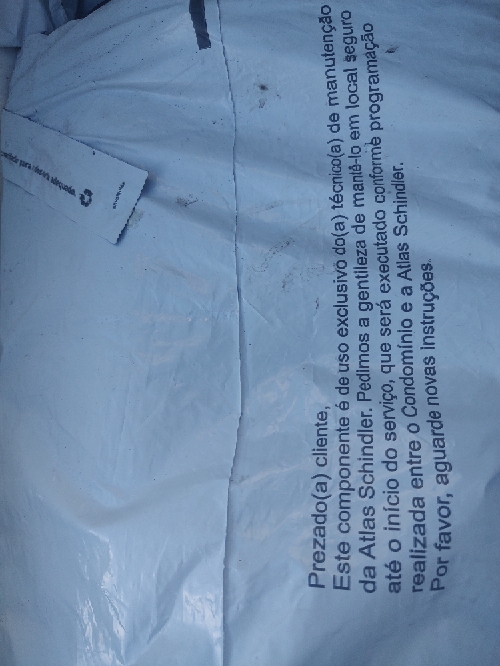 Prezado(a) cliente,
Este componente é de uso exclusivo do(a) técnico(a) de manutenção
da Atlas Schindler. Pedimos a gentileza de mantê-lo em local seguro
até o início do serviço, que será executado conforme programação
realizada entre o Condomínio e a Atlas Schindler.
Por favor, aguarde novas instruções.